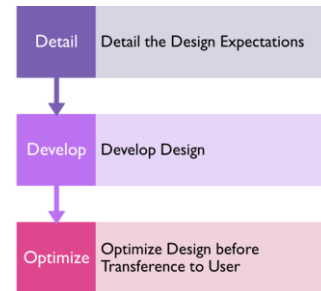 Detail
Detail the Design Expectations
Develop
Develop Design
Optimize
Optimize Design before
Transference to User